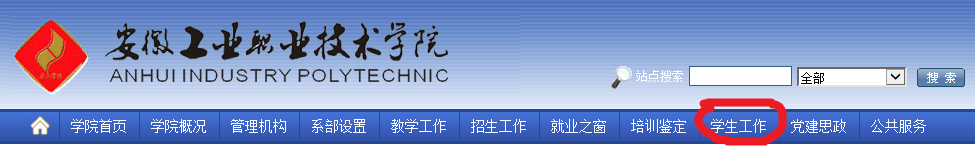 安徽工业职业技术学院
ANHUI INDUSTRY POLYTECHNIC
站点搜索 全部 搜 索
学院首页 学院概况 管理机构 系部设置 教学工作 招生工作 就业之窗 培训鉴定 学生工作 党建思政 公共服务